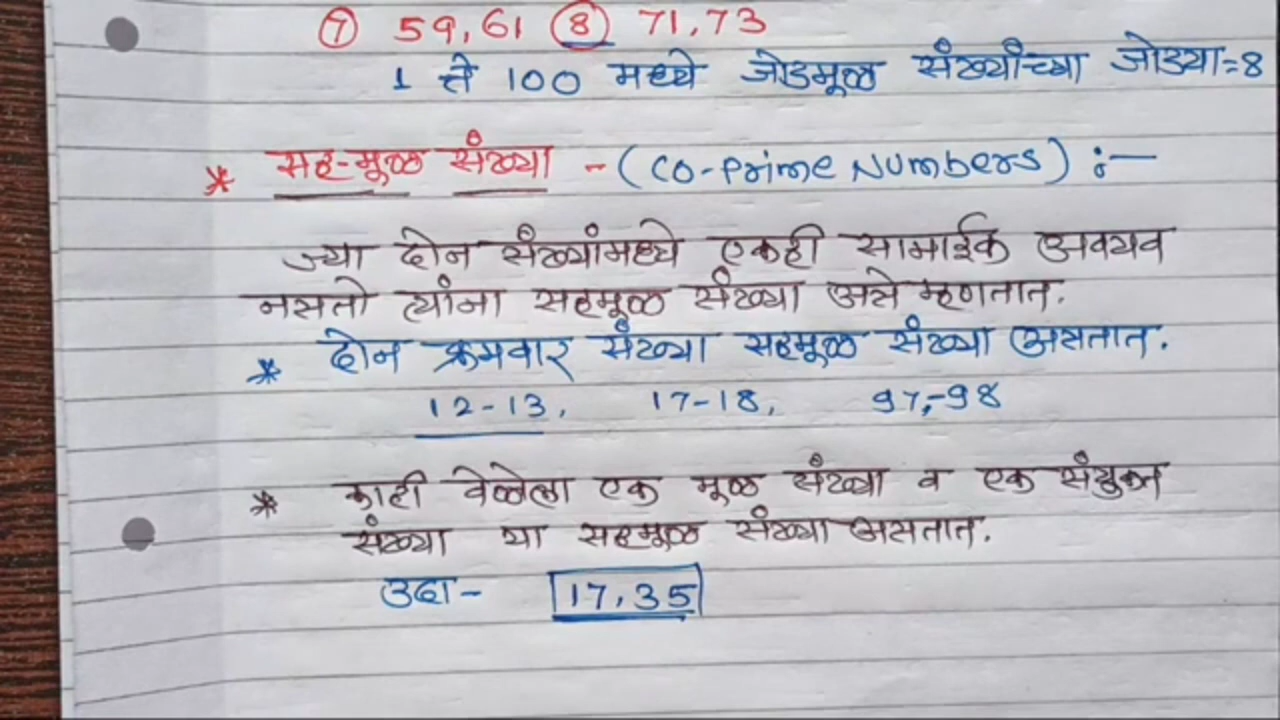 ⑦ 59,61 ⑧ 71,73
1 ते 100 मध्ये जोडमूळ संख्यांच्या जोड्या=8
* सह-मूळ संख्या - (Co-Prime Numbers) :-
ज्या दोन संख्यांमध्ये एकही सामाईक अवयव
नसतो त्यांना सहमूळ संख्या असे म्हणतात.
* दोन क्रमवार संख्या सहमूळ संख्या असतात.
12-13, 17-18, 97,-98
* काही वेळेला एक मूळ संख्या व एक संयुक्त
संख्या या सहमूळ संख्या असतात.
उदा- 17,35